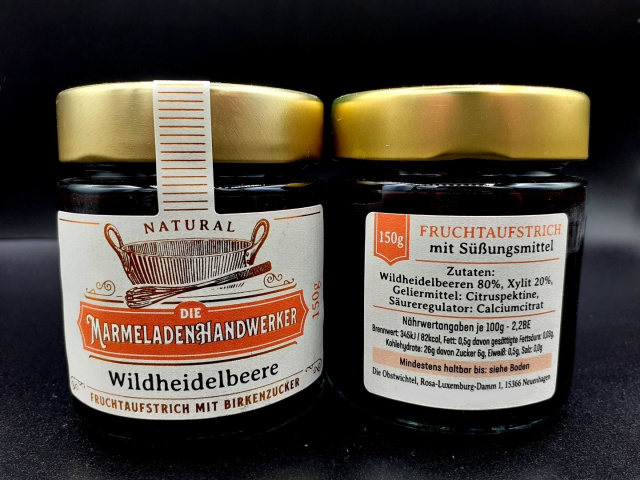 NATURAL
DIE
MARMELADENHANDWERKER
150g
Wildheidelbeere
FRUCHTAUFSTRICH MIT BIRKENZUCKER
150g
FRUCHTAUFSTRICH
mit Süßungsmittel
Zutaten:
Wildheidelbeeren 80%, Xylit 20%,
Geliermittel: Citruspektine,
Säureregulator: Calciumcitrat
Nährwertangaben je 100g - 2,2BE
Brennwert: 345kJ / 82kcal, Fett: 0,5g davon gesättigte Fettsäure: 0,03g,
Kohlehydrate: 26g davon Zucker 6g, Eiweiß: 0,5g, Salz: 0,0g
Mindestens haltbar bis: siehe Boden
Die Obstwichtel, Rosa-Luxemburg-Damm 1, 15366 Neuenhagen